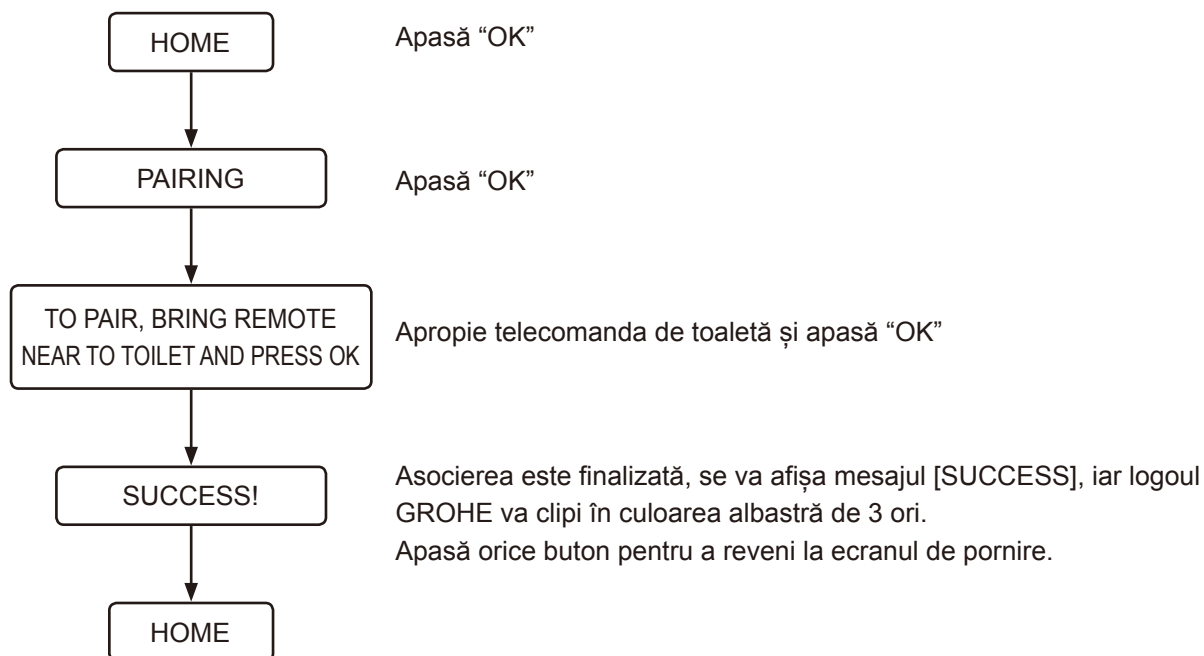 HOME
Apasă “OK”
PAIRING
Apasă “OK”
TO PAIR, BRING REMOTE
NEAR TO TOILET AND PRESS OK
Apropie telecomanda de toaletă și apasă “OK”
SUCCESS!
Asocierea este finalizată, se va afișa mesajul [SUCCESS], iar logoul
GROHE va clipi în culoarea albastră de 3 ori.
Apasă orice buton pentru a reveni la ecranul de pornire.
HOME